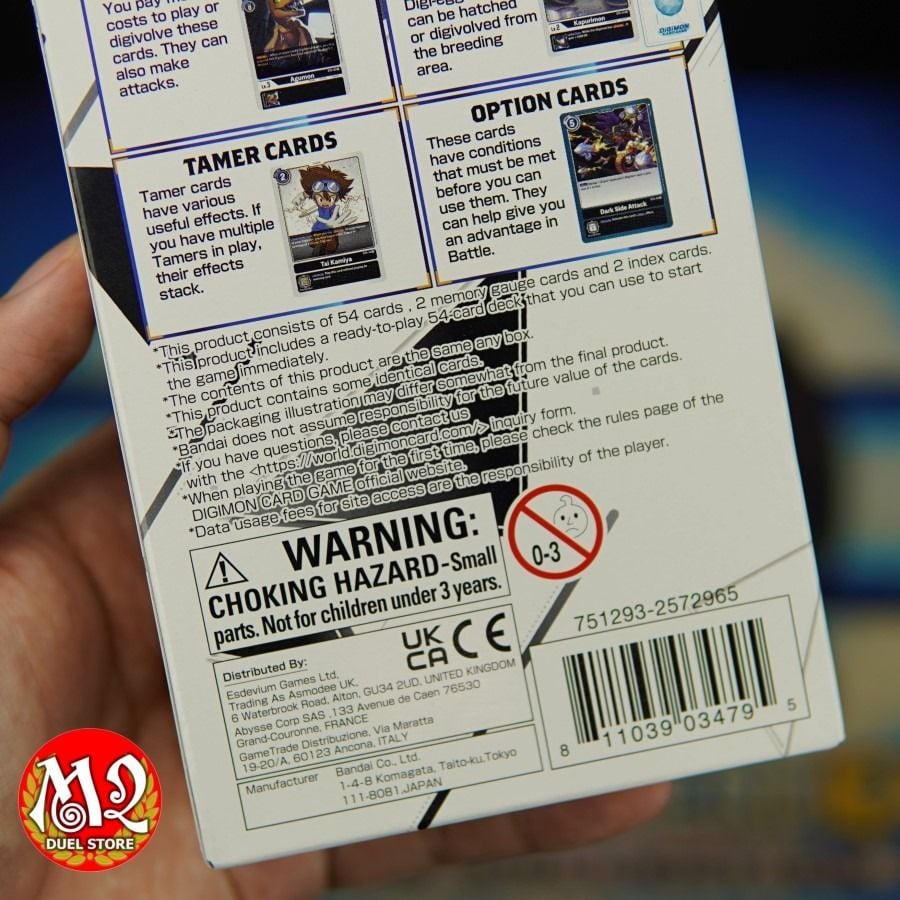 You pay
costs to play or
digivolve these
cards. They can
also make
attacks.
Agumon
Lv.3
can be hatched
or digivolved from
the breeding
area.
Kapurimon
Lv.2
DIGIMON
TAMER CARDS
Tamer cards
have various
useful effects. If
you have multiple
Tamers in play,
their effects
stack.
2
Tai Kamiya
OPTION CARDS
These cards
have conditions
that must be met
before you can
use them. They
can help give you
an advantage in
Battle.
5
Dark Side Attack
*This product consists of 54 cards , 2 memory gauge cards and 2 index cards.
*This product includes a ready-to-play 54-card deck that you can use to start
the game immediately.
*The contents of this product are the same any box.
*This product contains some identical cards.
*The packaging illustration may differ somewhat from the final product.
*Bandai does not assume responsibility for the future value of the cards.
*If you have questions, please contact us
with the <https://world.digimoncard.com/> Inquiry form.
*When playing the game for the first time, please check the rules page of the
DIGIMON CARD GAME official website.
*Data usage fees for site access are the responsibility of the player.
WARNING:
CHOKING HAZARD-Small
parts. Not for children under 3 years.
0-3
Distributed By:
Esdevium Games Ltd.
Trading As Asmodee UK.
6 Waterbrook Road, Alton, GU34 2UD. UNITED KINGDOM
Abysse Corp SAS .133 Avenue de Caen 76530
Grand-Couronne, FRANCE
GameTrade Distribuzione, Via Maratta
19-20/A, 60123 Ancona, ITALY
UK
CA CE
Manufacturer Bandai Co., Ltd.
1-4-8 Komagata, Taito-ku,Tokyo
111-8081,JAPAN
751293-2572965
8 11039 03479 5
M2
DUEL STORE